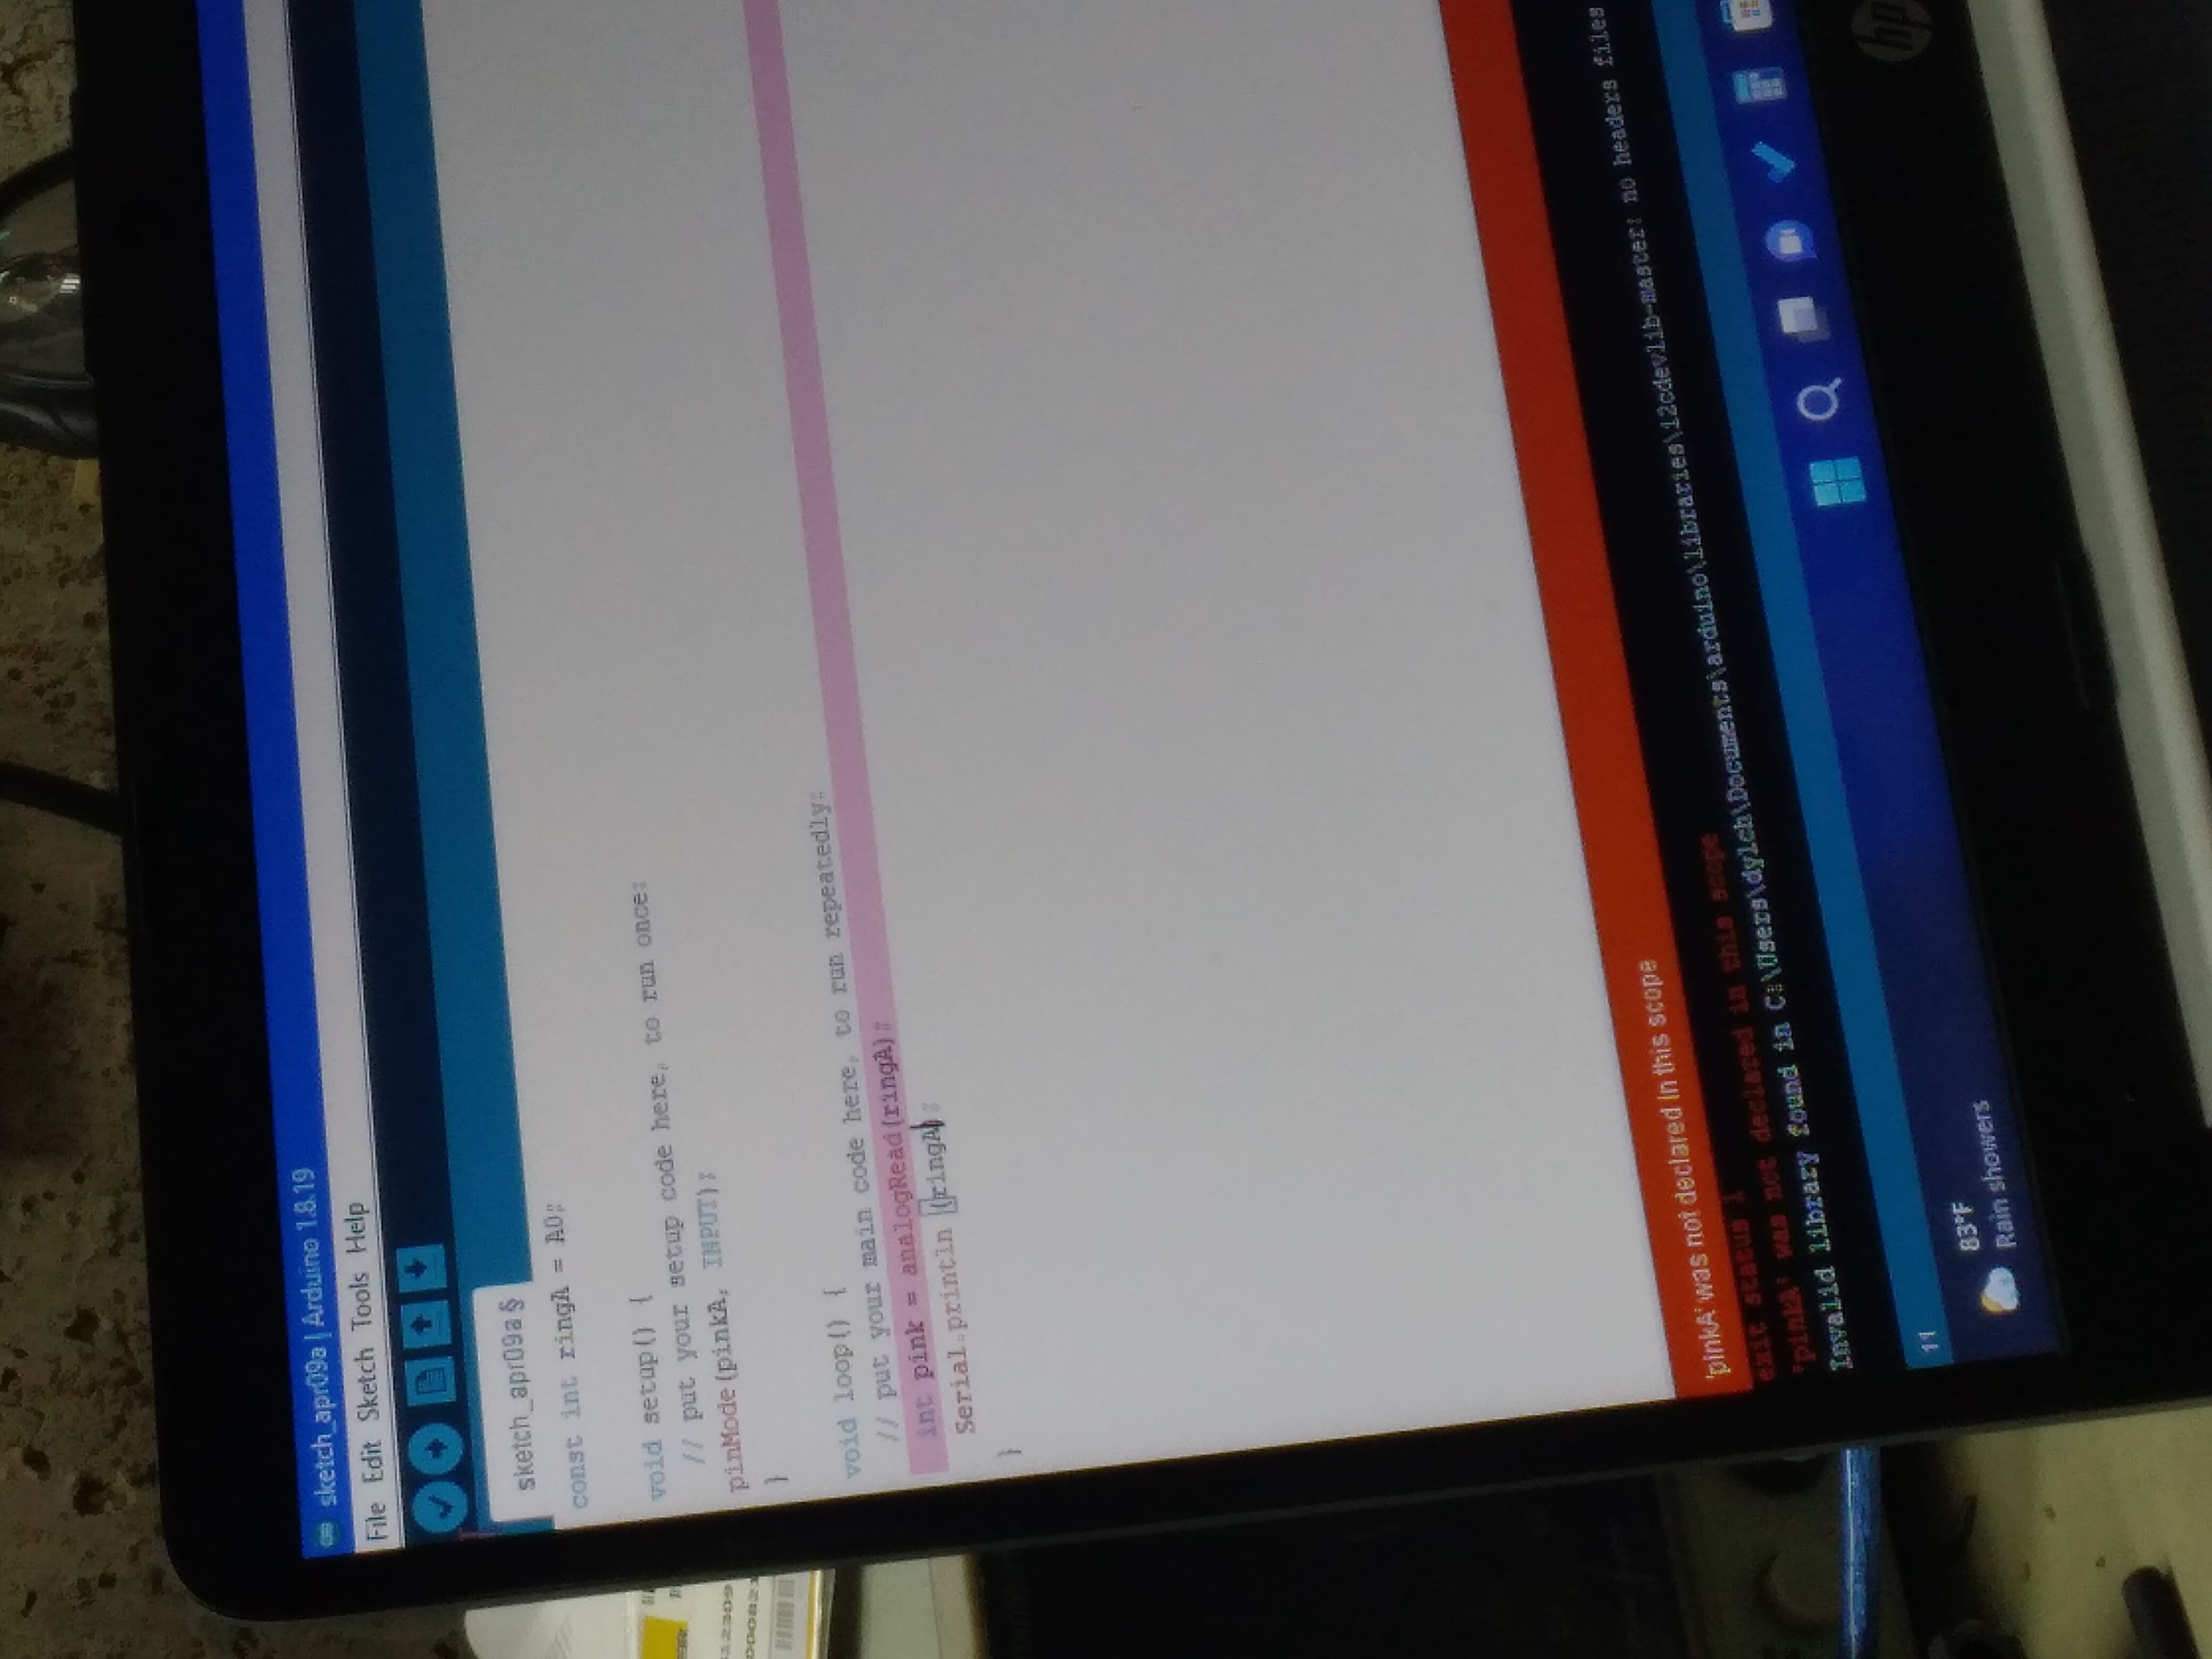 sketch_apr09a | Arduino 1.8.19
File Edit Sketch Tools Help
sketch_apr09a §
const int ringA = A0;
void setup() {
// put your setup code here, to run once:
pinMode(pinkA, INPUT);
}
void loop() {
// put your main code here, to run repeatedly:
int pink = analogRead(ringA);
Serial.println (ringA);
}
'pinkA' was not declared in this scope
exit status 1
'pinkA' was not declared in this scope
Invalid library found in C:\Users\dylch\Documents\arduino\libraries\i2cdevlib-master: no headers files
11
83°F
Rain showers
hp